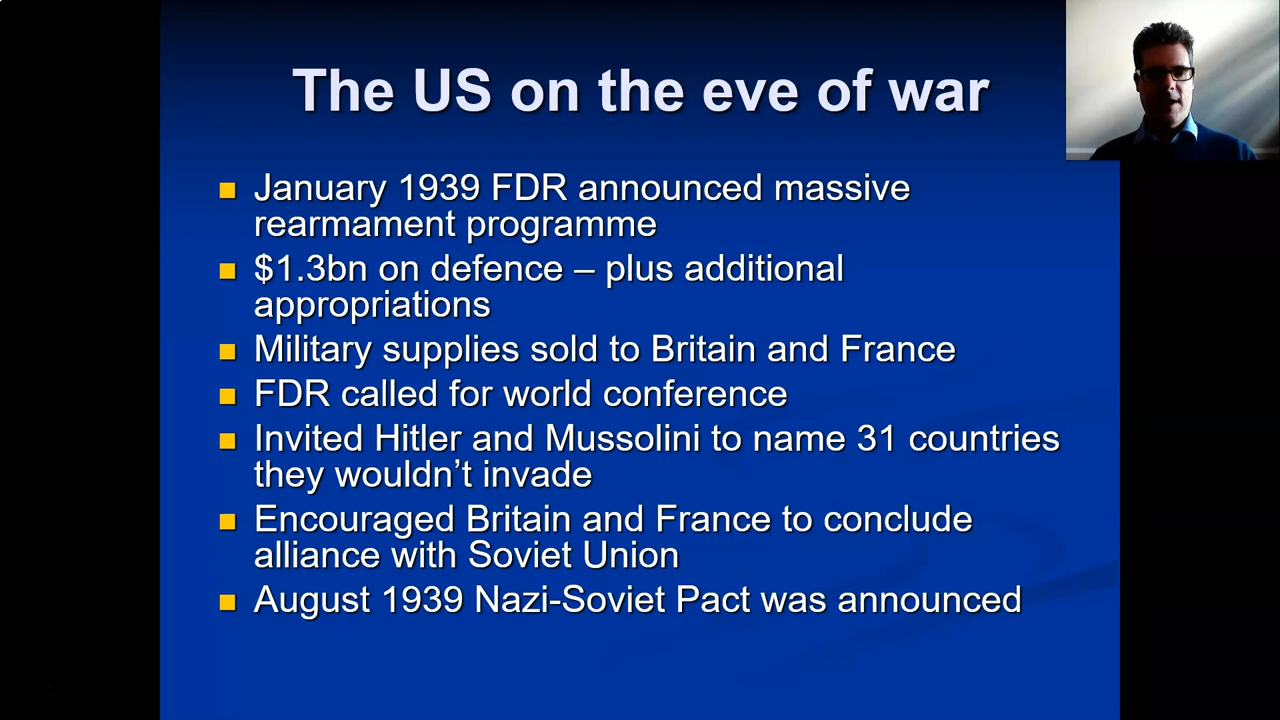 The US on the eve of war
January 1939 FDR announced massive
rearmament programme
$1.3bn on defence – plus additional
appropriations
Military supplies sold to Britain and France
FDR called for world conference
Invited Hitler and Mussolini to name 31 countries
they wouldn’t invade
Encouraged Britain and France to conclude
alliance with Soviet Union
August 1939 Nazi-Soviet Pact was announced